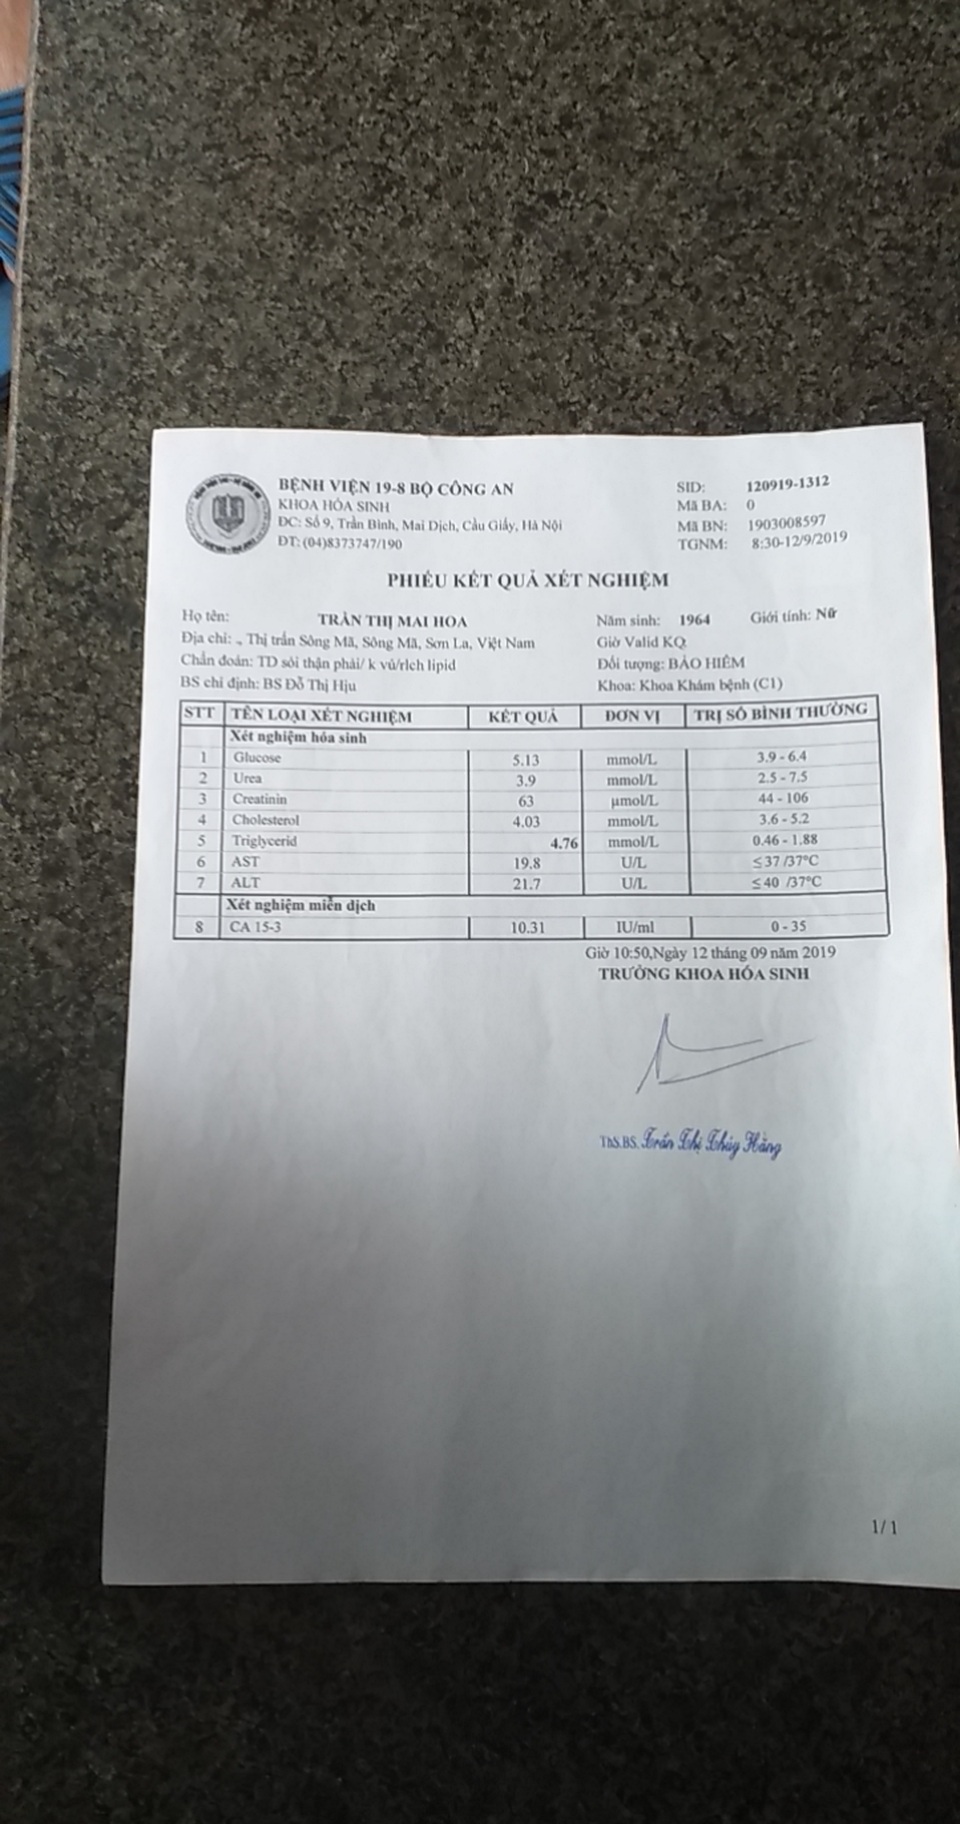 BỆNH VIỆN 19-8 BỘ CÔNG AN
KHOA HÓA SINH
ĐC: Số 9, Trần Bình, Mai Dịch, Cầu Giấy, Hà Nội
ĐT: (04)8373747/190
SID: 120919-1312
Mã BA: 0
Mã BN: 1903008597
TGNM: 8:30-12/9/2019
PHIẾU KẾT QUẢ XÉT NGHIỆM
Họ tên: TRẦN THỊ MAI HOA Năm sinh: 1964 Giới tính: Nữ
Địa chỉ: ., Thị trấn Sông Mã, Sông Mã, Sơn La, Việt Nam Giờ Valid KQ
Chẩn đoán: TD sỏi thận phải/ k vú/rlch lipid Đối tượng: BẢO HIỂM
BS chỉ định: BS Đỗ Thị Hịu Khoa: Khoa Khám bệnh (C1)
STT TÊN LOẠI XÉT NGHIỆM KẾT QUẢ ĐƠN VỊ TRỊ SỐ BÌNH THƯỜNG
Xét nghiệm hóa sinh
1 Glucose 5.13 mmol/L 3.9 - 6.4
2 Urea 3.9 mmol/L 2.5 - 7.5
3 Creatinin 63 µmol/L 44 - 106
4 Cholesterol 4.03 mmol/L 3.6 - 5.2
5 Triglycerid 4.76 mmol/L 0.46 - 1.88
6 AST 19.8 U/L ≤ 37 /37°C
7 ALT 21.7 U/L ≤ 40 /37°C
Xét nghiệm miễn dịch
8 CA 15-3 10.31 IU/ml 0 - 35
Giờ 10:50,Ngày 12 tháng 09 năm 2019
TRƯỞNG KHOA HÓA SINH
ThS.BS. Trần Thị Thúy Hằng
1/ 1